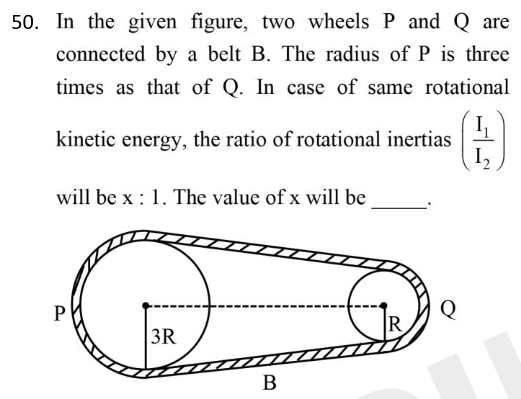 50. In the given figure, two wheels P and Q are
connected by a belt B. The radius of P is three
times as that of Q. In case of same rotational
kinetic energy, the ratio of rotational inertias (I₁/I₂)
will be x : 1. The value of x will be _____.
P
Q
3R
R
B